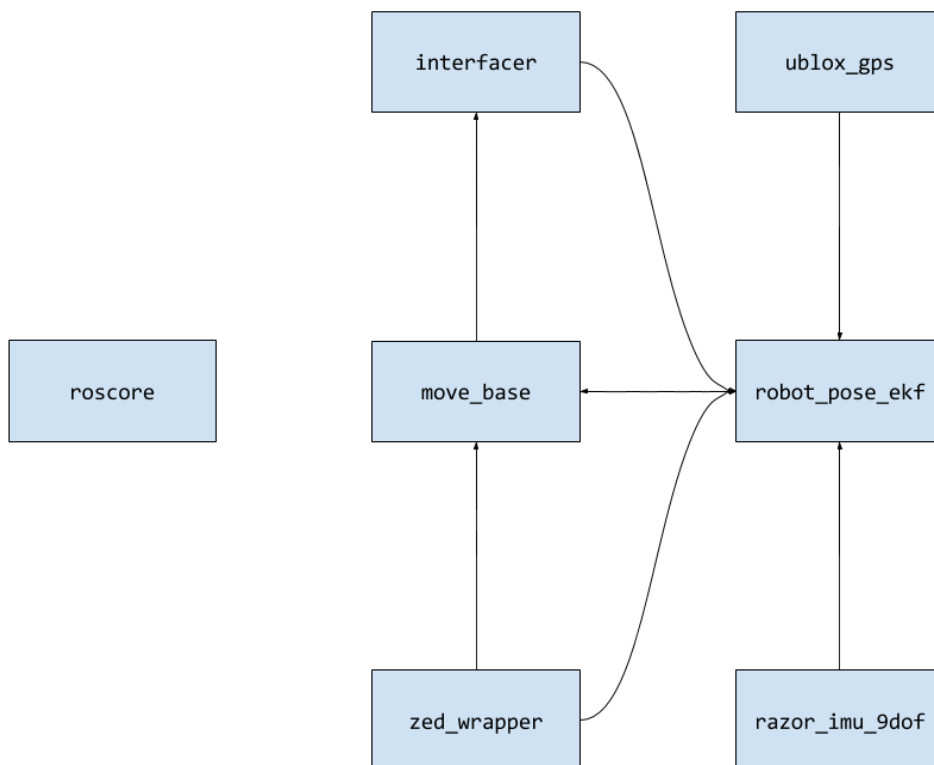 interfacer
ublox_gps
roscore
move_base
robot_pose_ekf
zed_wrapper
razor_imu_9dof